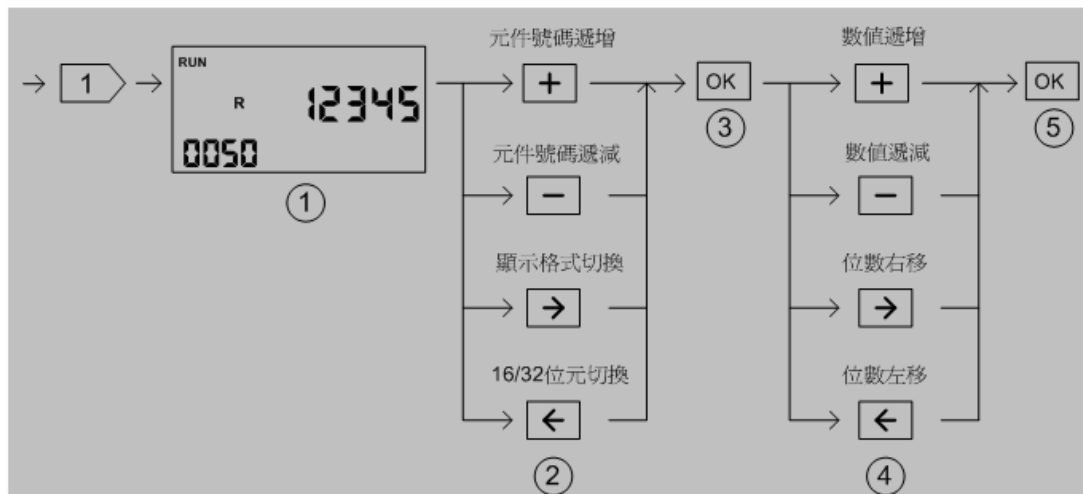 1
RUN
R
12345
0050
①
元件號碼遞增
+
元件號碼遞減
−
顯示格式切換
→
16/32位元切換
←
②
OK
③
數值遞增
+
數值遞減
−
位數右移
→
位數左移
←
④
OK
⑤